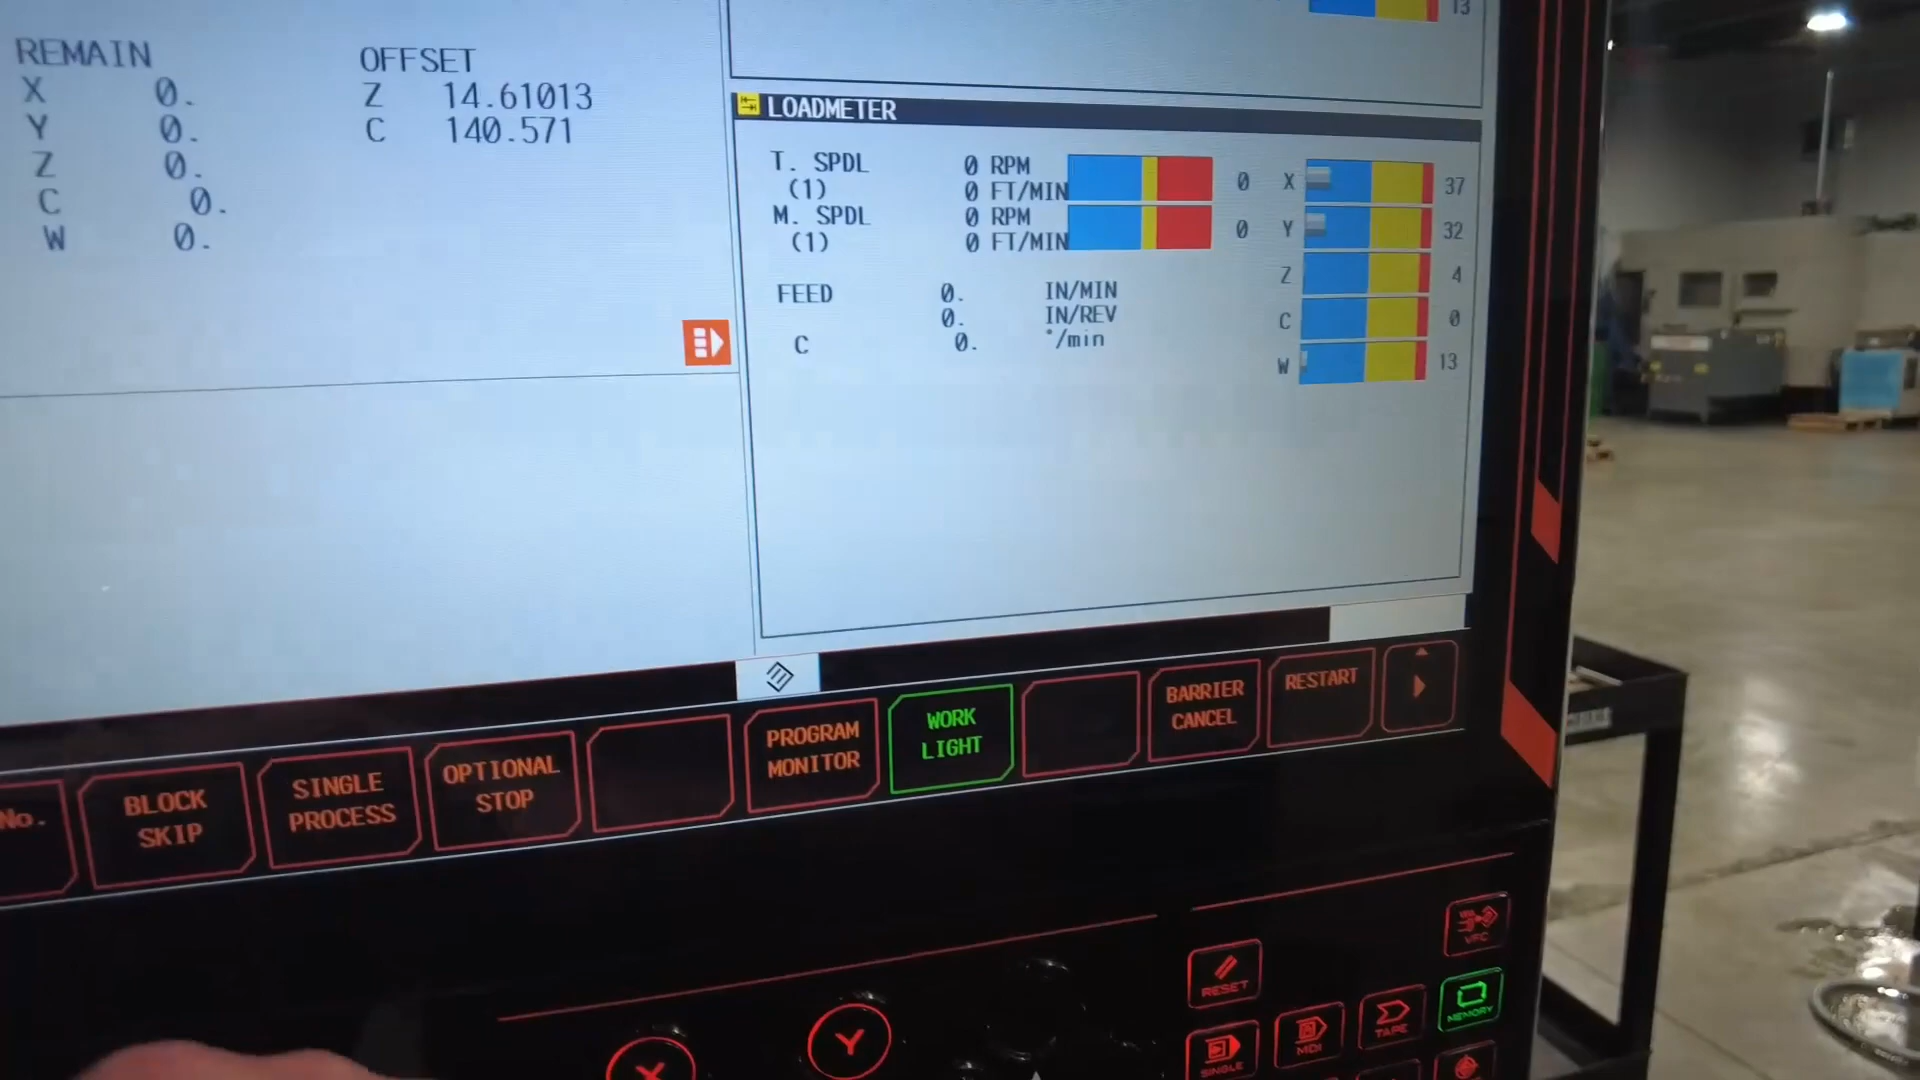 REMAIN
X 0.
Y 0.
Z 0.
C 0.
W 0.
OFFSET
Z 14.61013
C 140.571
13
LOADMETER
T. SPDL 0 RPM 0
(1) 0 FT/MIN
M. SPDL 0 RPM 0
(1) 0 FT/MIN
FEED 0. IN/MIN
0. IN/REV
C 0. °/min
X 37
Y 32
Z 4
C 0
W 13
No.
BLOCK
SKIP
SINGLE
PROCESS
OPTIONAL
STOP
PROGRAM
MONITOR
WORK
LIGHT
BARRIER
CANCEL
RESTART
X
Y
RESET
VFC
SINGLE
MDI
TAPE
MEMORY